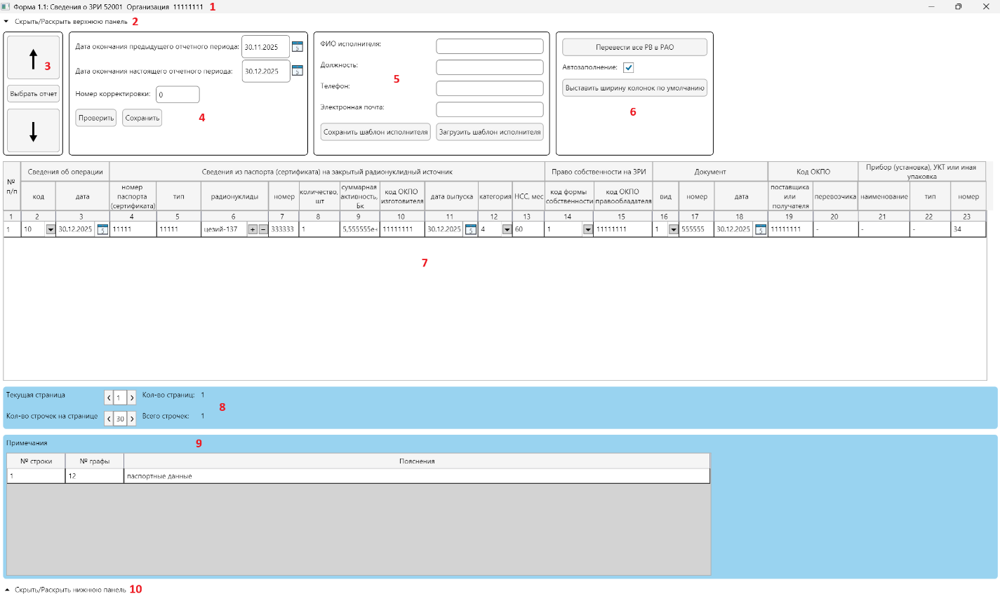 Форма 1.1: Сведения о ЗРИ 52001 Организация 11111111 1
Скрыть/Раскрыть верхнюю панель 2
3
Выбрать отчет
Дата окончания предыдущего отчетного периода: 30.11.2025 5
Дата окончания настоящего отчетного периода: 30.12.2025 5
Номер корректировки: 0
Проверить Сохранить 4
ФИО исполнителя:
Должность:
Телефон:
Электронная почта:
5
Сохранить шаблон исполнителя Загрузить шаблон исполнителя
Перевести все РВ в РАО
Автозаполнение:
Выставить ширину колонок по умолчанию
6
№ п/п Сведения об операции Сведения из паспорта (сертификата) на закрытый радионуклидный источник Право собственности на ЗРИ Документ Код ОКПО Прибор (установка), УКТ или иная упаковка
код дата номер паспорта (сертификата) тип радионуклиды номер количество, шт суммарная активность, Бк код ОКПО изготовителя дата выпуска категория НСС, мес код формы собственности код ОКПО правообладателя вид номер дата поставщика или получателя перевозчика наименование тип номер
1 2 3 4 5 6 7 8 9 10 11 12 13 14 15 16 17 18 19 20 21 22 23
1 10 30.12.2025 5 11111 11111 цезий-137 + − 333333 1 5,555555e+ 11111111 30.12.2025 5 4 60 1 11111111 1 555555 30.12.2025 5 11111111 - - - 34
7
Текущая страница < 1 > Кол-во страниц: 1
8
Кол-во строчек на странице < 30 > Всего строчек: 1
Примечания 9
№ строки № графы Пояснения
1 12 паспортные данные
Скрыть/Раскрыть нижнюю панель 10